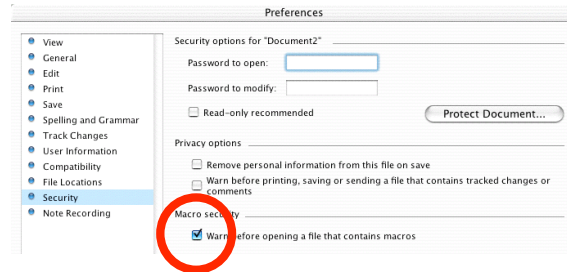 Preferences
View
General
Edit
Print
Save
Spelling and Grammar
Track Changes
User Information
Compatibility
File Locations
Security
Note Recording
Security options for "Document2"
Password to open:
Password to modify:
Read-only recommended
Protect Document...
Privacy options
Remove personal information from this file on save
Warn before printing, saving or sending a file that contains tracked changes or
comments
Macro security
Warn before opening a file that contains macros